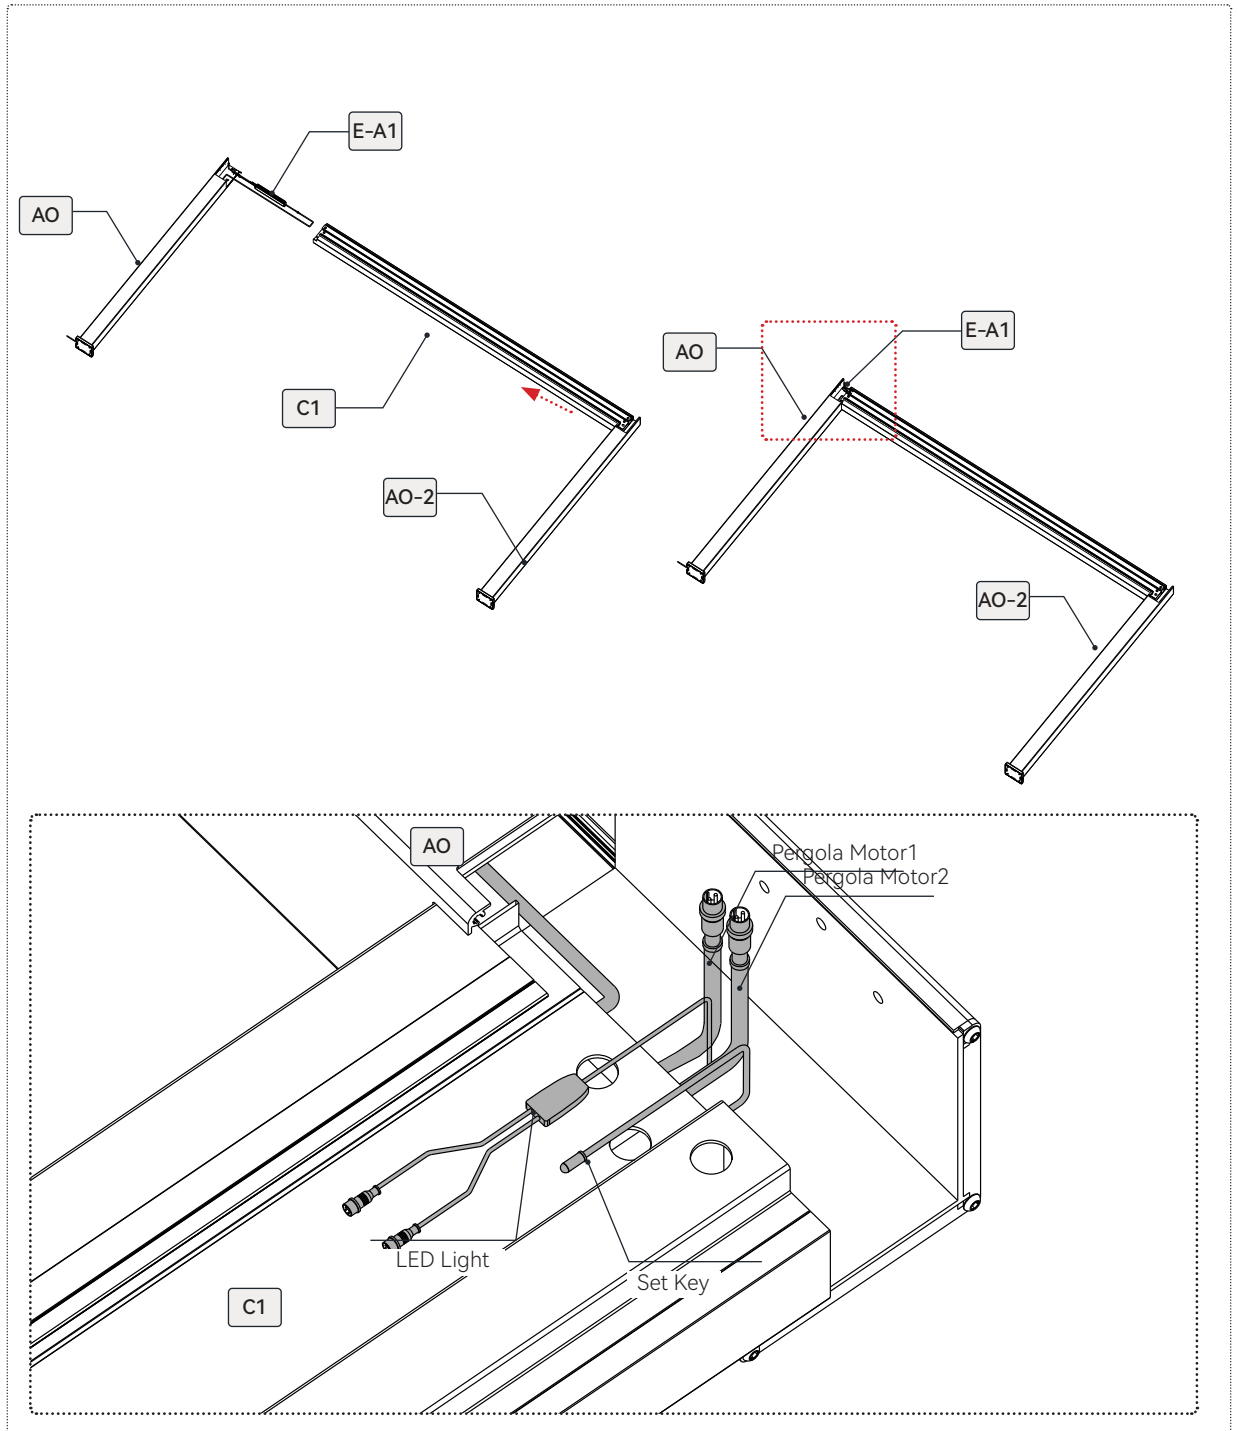 E-A1
AO
C1
AO-2
E-A1
AO
AO-2
AO
Pergola Motor1
Pergola Motor2
LED Light
Set Key
C1